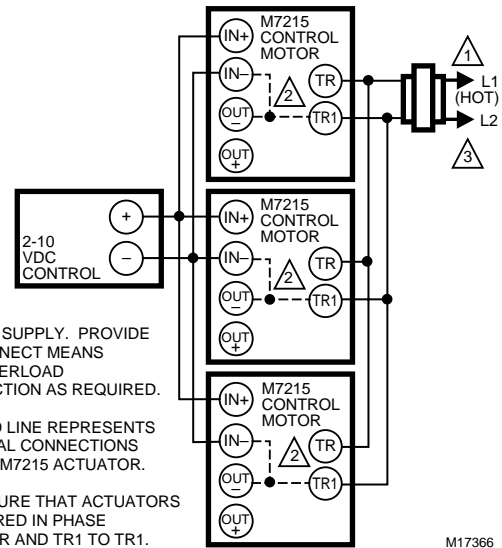 M7215
CONTROL
MOTOR
IN+
IN–
OUT
–
OUT
+
TR
TR1
2
1
L1
(HOT)
L2
3
M7215
CONTROL
MOTOR
IN+
IN–
OUT
–
OUT
+
TR
TR1
2
+
–
2-10
VDC
CONTROL
M7215
CONTROL
MOTOR
IN+
IN–
OUT
–
OUT
+
TR
TR1
2
SUPPLY. PROVIDE
NECT MEANS
ERLOAD
CTION AS REQUIRED.
LINE REPRESENTS
AL CONNECTIONS
M7215 ACTUATOR.
URE THAT ACTUATORS
RED IN PHASE
R AND TR1 TO TR1.
M17366